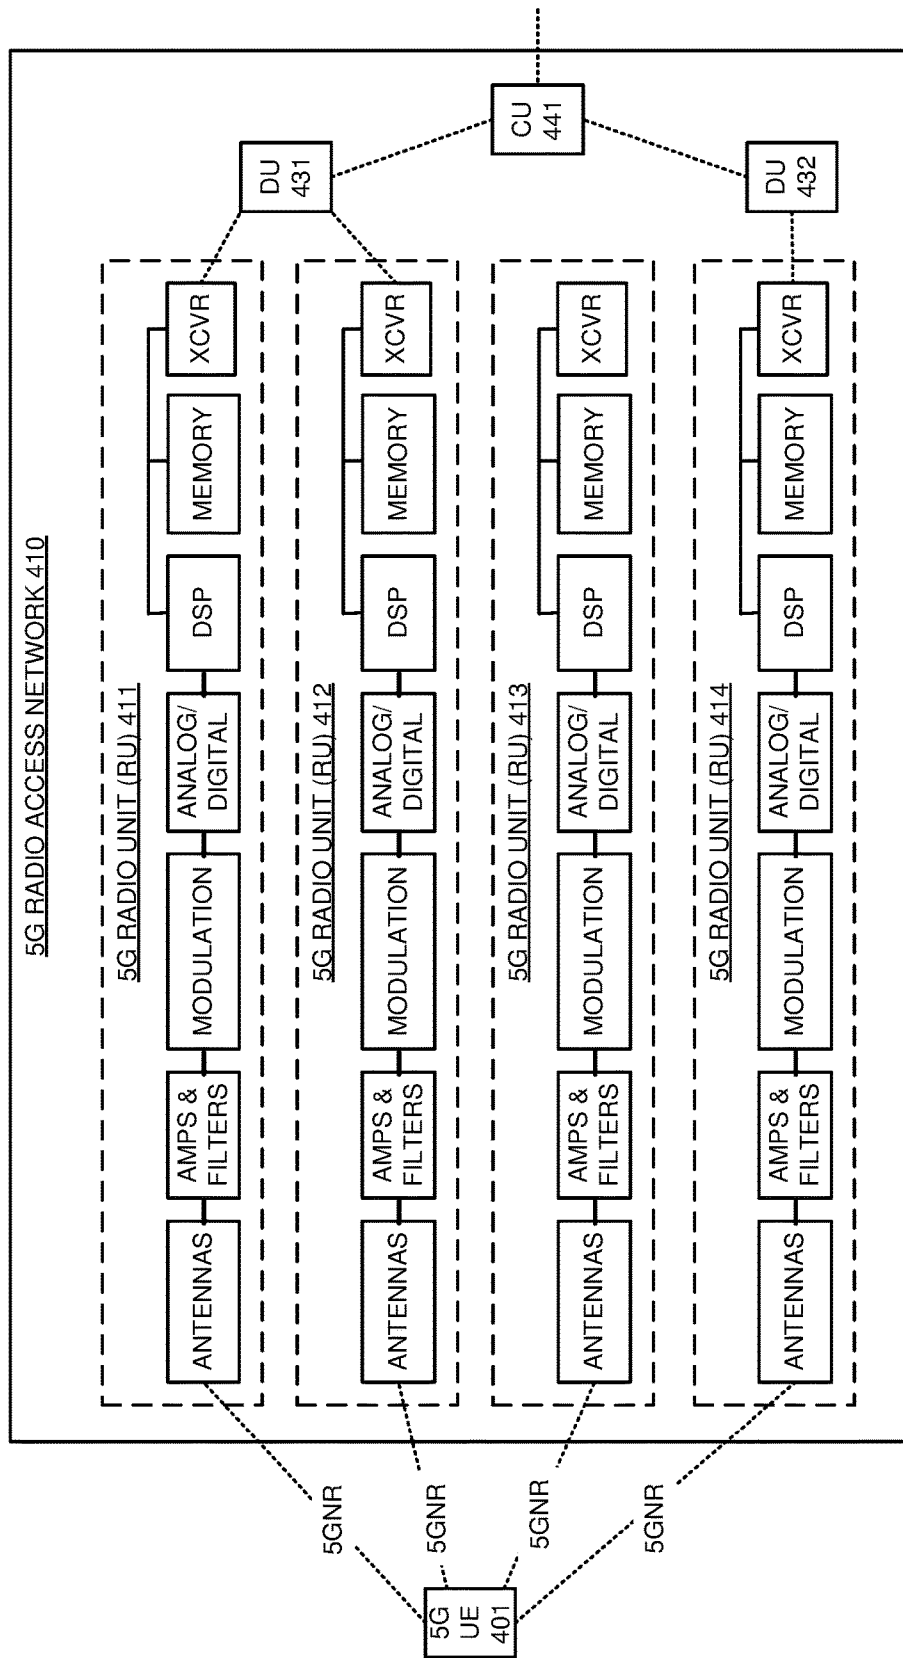 5G RADIO ACCESS NETWORK 410
5G RADIO UNIT (RU) 411
ANTENNAS
AMPS &
FILTERS
MODULATION
ANALOG/
DIGITAL
DSP
MEMORY
XCVR
5G RADIO UNIT (RU) 412
ANTENNAS
AMPS &
FILTERS
MODULATION
ANALOG/
DIGITAL
DSP
MEMORY
XCVR
5G RADIO UNIT (RU) 413
ANTENNAS
AMPS &
FILTERS
MODULATION
ANALOG/
DIGITAL
DSP
MEMORY
XCVR
5G RADIO UNIT (RU) 414
ANTENNAS
AMPS &
FILTERS
MODULATION
ANALOG/
DIGITAL
DSP
MEMORY
XCVR
5GNR
5GNR
5GNR
5GNR
5G
UE
401
DU
431
CU
441
DU
432